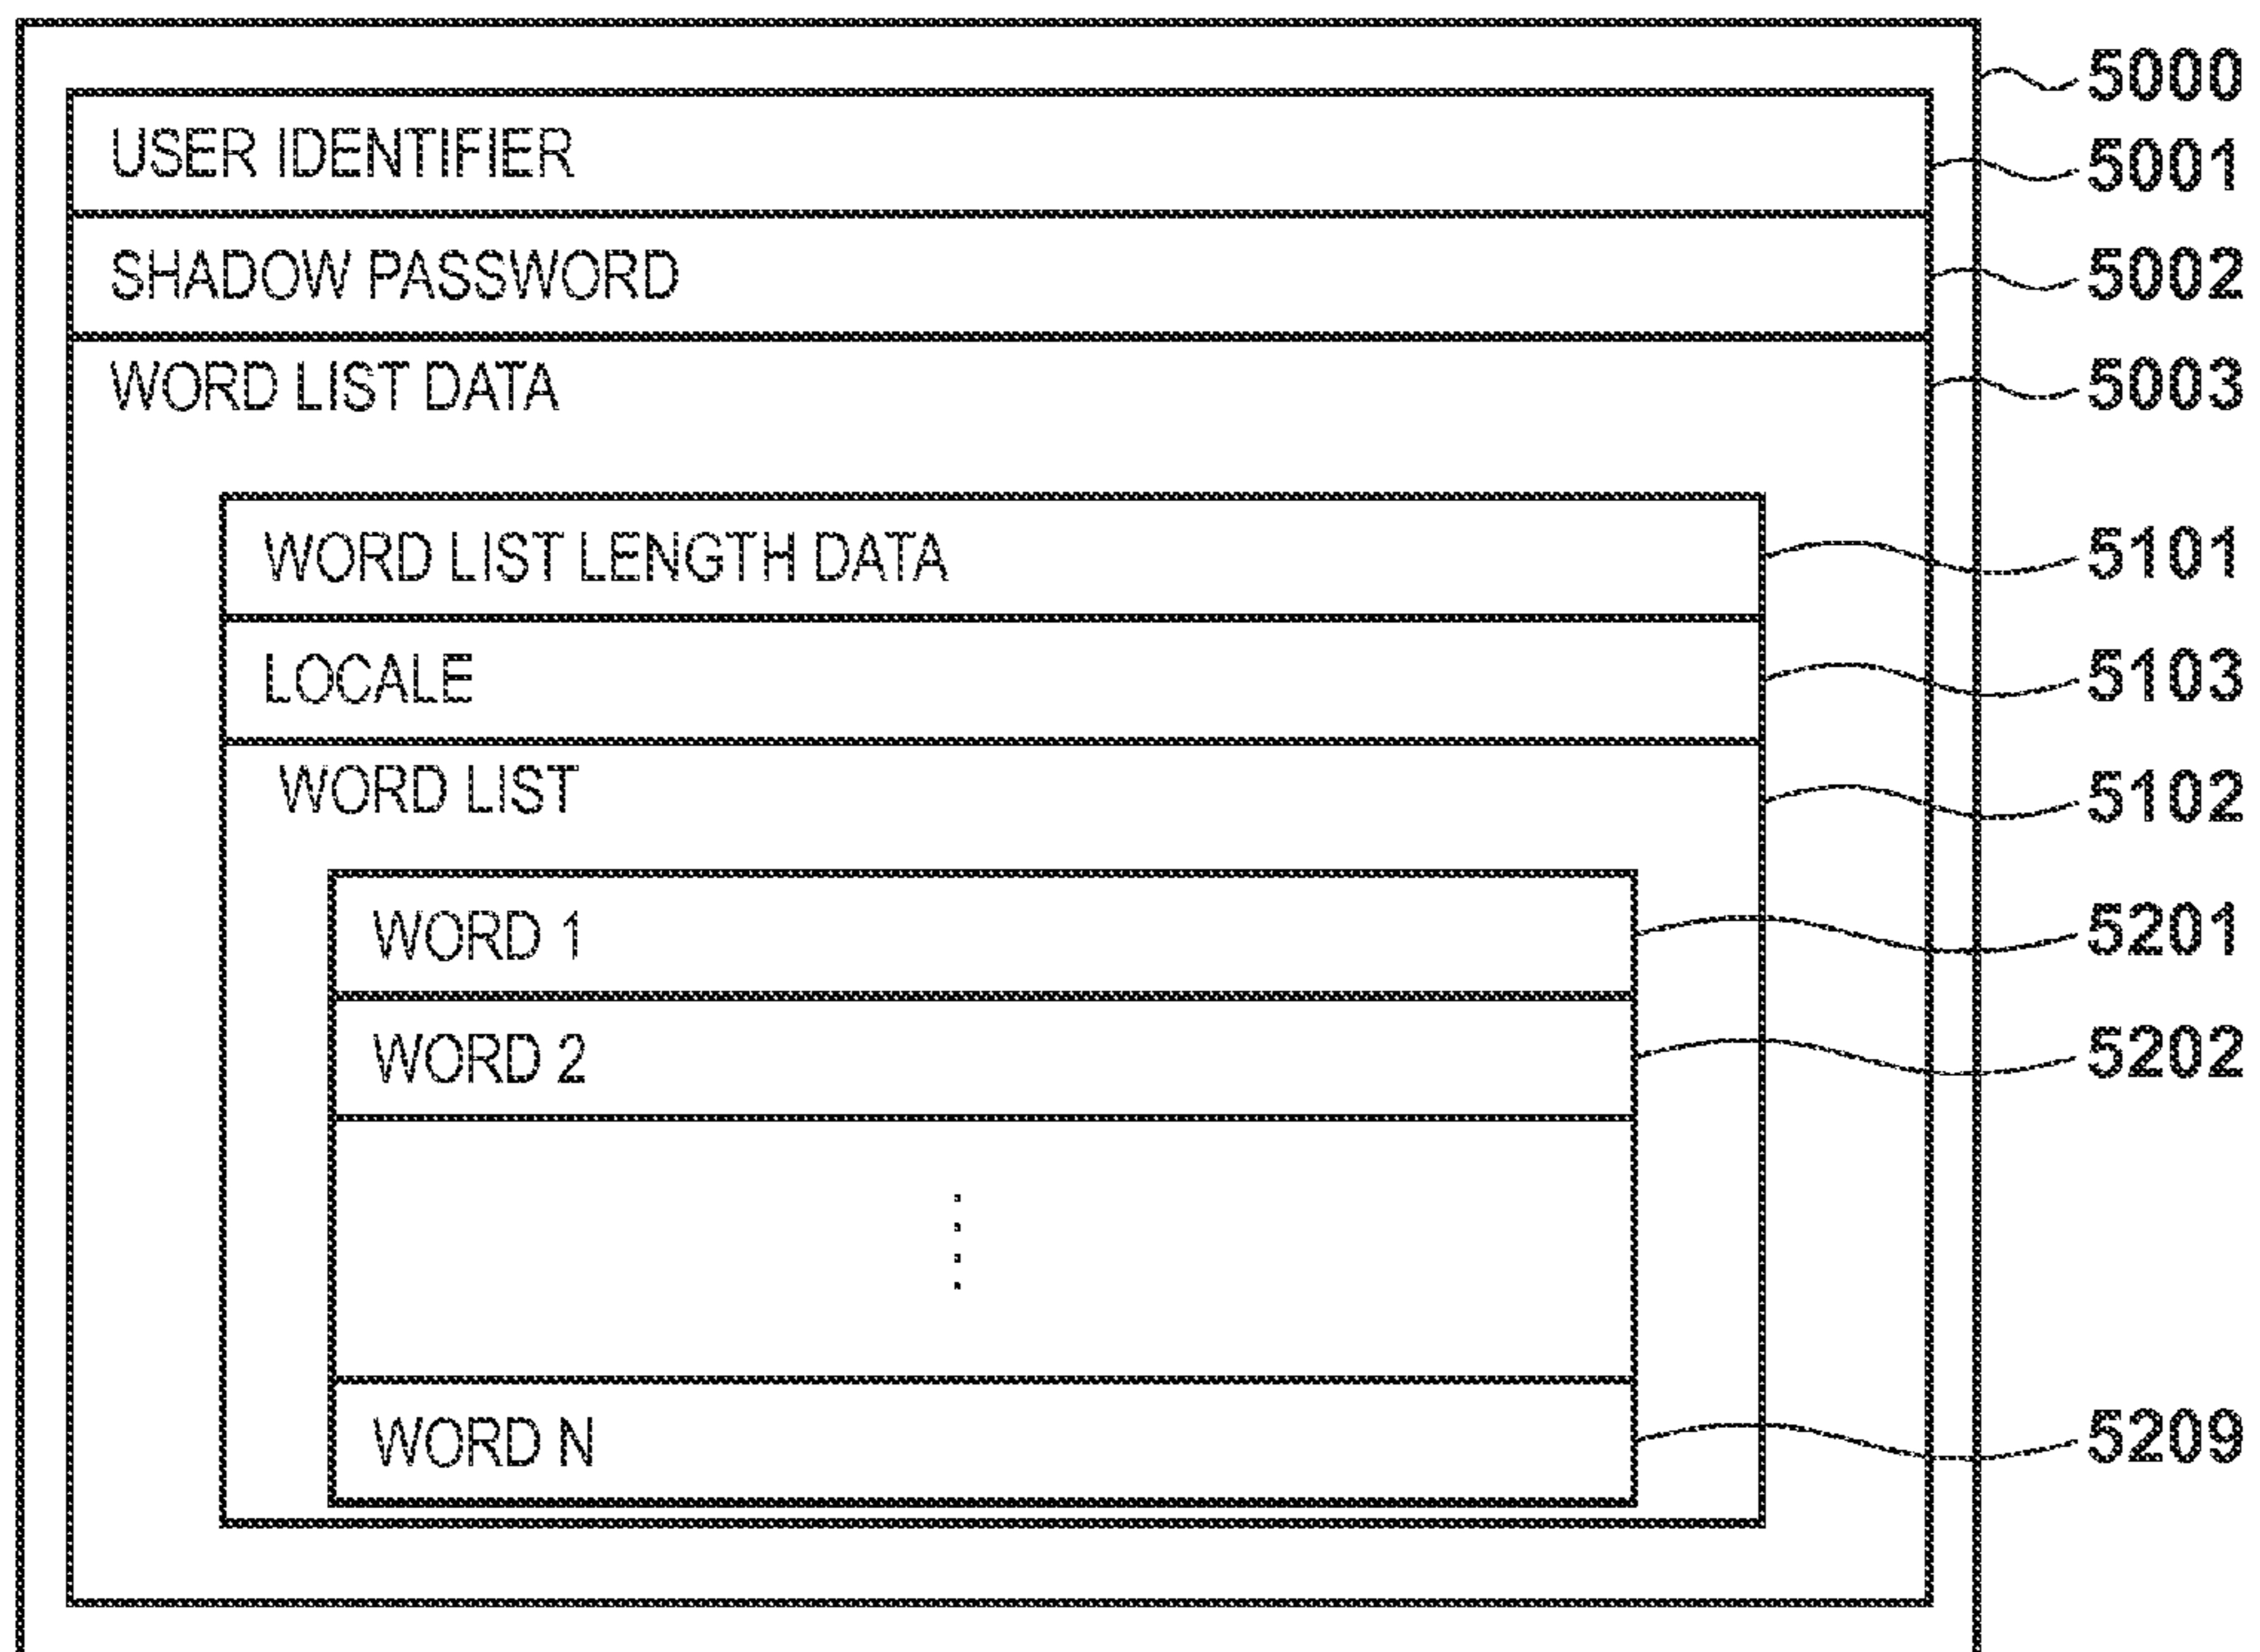 5000
USER IDENTIFIER 5001
SHADOW PASSWORD 5002
WORD LIST DATA 5003
WORD LIST LENGTH DATA 5101
LOCALE 5103
WORD LIST 5102
WORD 1 5201
WORD 2 5202
WORD N 5209